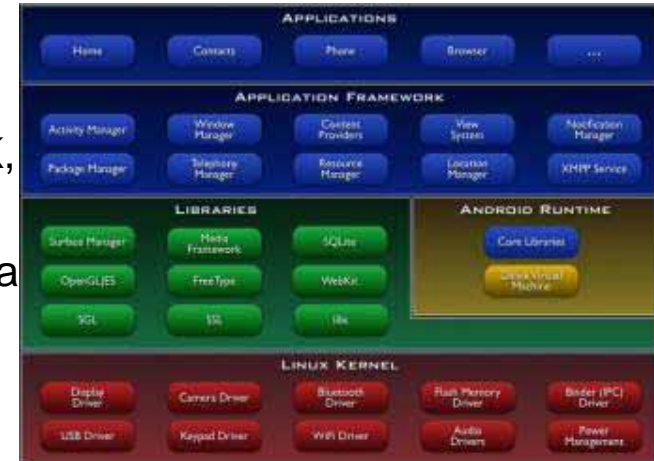 APPLICATIONS
Home Contacts Phone Browser ...
APPLICATION FRAMEWORK
Activity Manager Window Manager Content Providers View System Notification Manager
,
Package Manager Telephony Manager Resource Manager Location Manager XMPP Service
LIBRARIES ANDROID RUNTIME
Surface Manager Media Framework SQLite Core Libraries
a
OpenGL|ES FreeType WebKit Dalvik Virtual Machine
SGL SSL libc
LINUX KERNEL
Display Driver Camera Driver Bluetooth Driver Flash Memory Driver Binder (IPC) Driver
USB Driver Keypad Driver WiFi Driver Audio Drivers Power Management